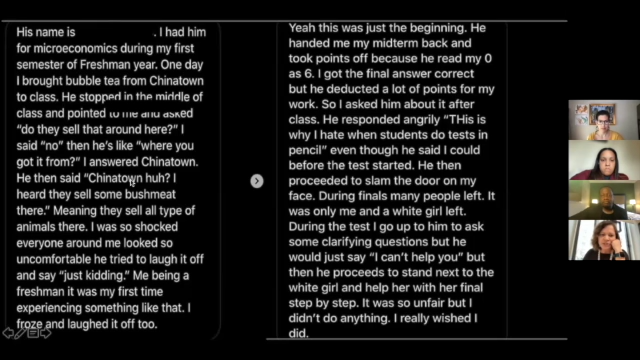 His name is . I had him
for microeconomics during my first
semester of Freshman year. One day
I brought bubble tea from Chinatown
to class. He stopped in the middle of
class and pointed to me and asked
“do they sell that around here?” I
said “no” then he’s like “where you
got it from?” I answered Chinatown.
He then said “Chinatown huh? I
heard they sell some bushmeat
there.” Meaning they sell all type of
animals there. I was so shocked
everyone around me looked so
uncomfortable he tried to laugh it off
and say “just kidding.” Me being a
freshman it was my first time
experiencing something like that. I
froze and laughed it off too.
Yeah this was just the beginning. He
handed me my midterm back and
took points off because he read my 0
as 6. I got the final answer correct
but he deducted a lot of points for my
work. So I asked him about it after
class. He responded angrily “THis is
why I hate when students do tests in
pencil” even though he said I could
before the test started. He then
proceeded to slam the door on my
face. During finals many people left. It
was only me and a white girl left.
During the test I go up to him to ask
some clarifying questions but he
would just say “I can’t help you” but
then he proceeds to stand next to the
white girl and help her with her final
step by step. It was so unfair but I
didn’t do anything. I really wished I
did.